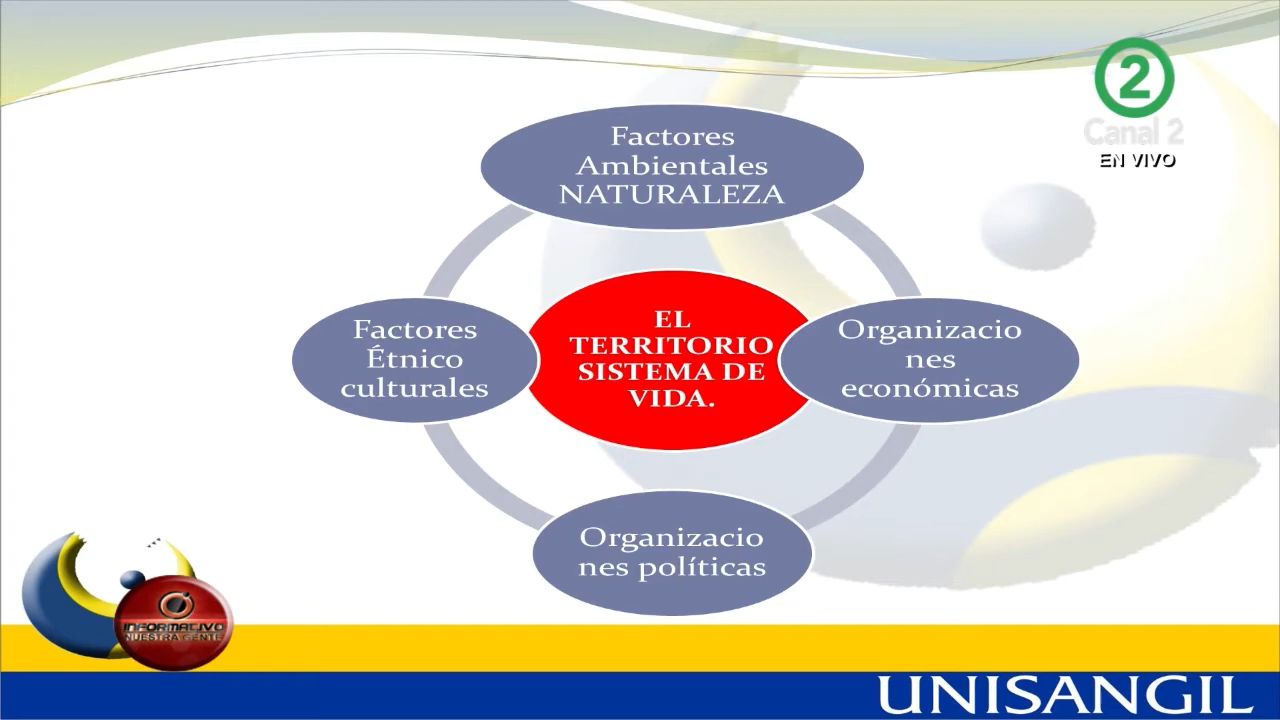 2
Canal 2
EN VIVO
Factores
Ambientales
NATURALEZA
EL
TERRITORIO
SISTEMA DE
VIDA.
Factores
Étnico
culturales
Organizacio
nes
económicas
Organizacio
nes políticas
INFORMATIVO
NUESTRA GENTE
UNISANGIL